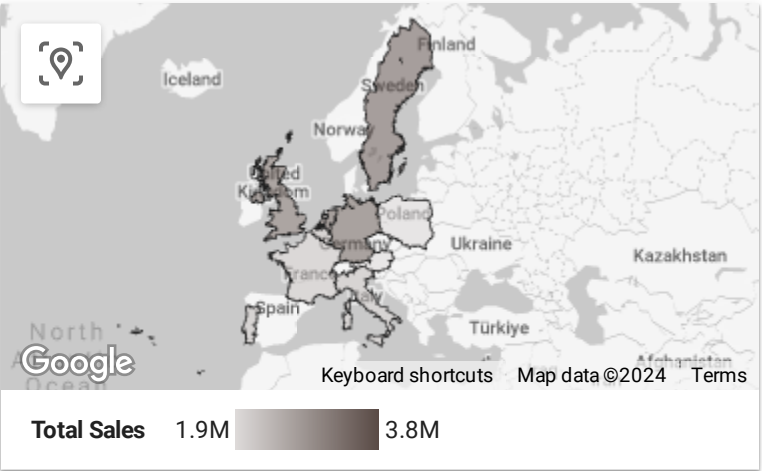 Finland
Iceland
Sweden
Norway
United
Kingdom
Poland
Germany
Ukraine
Kazakhstan
France
Italy
Spain
North
Türkiye
Google
Afghanistan
Ocean
Keyboard shortcuts Map data ©2024 Terms
Total Sales 1.9M 3.8M